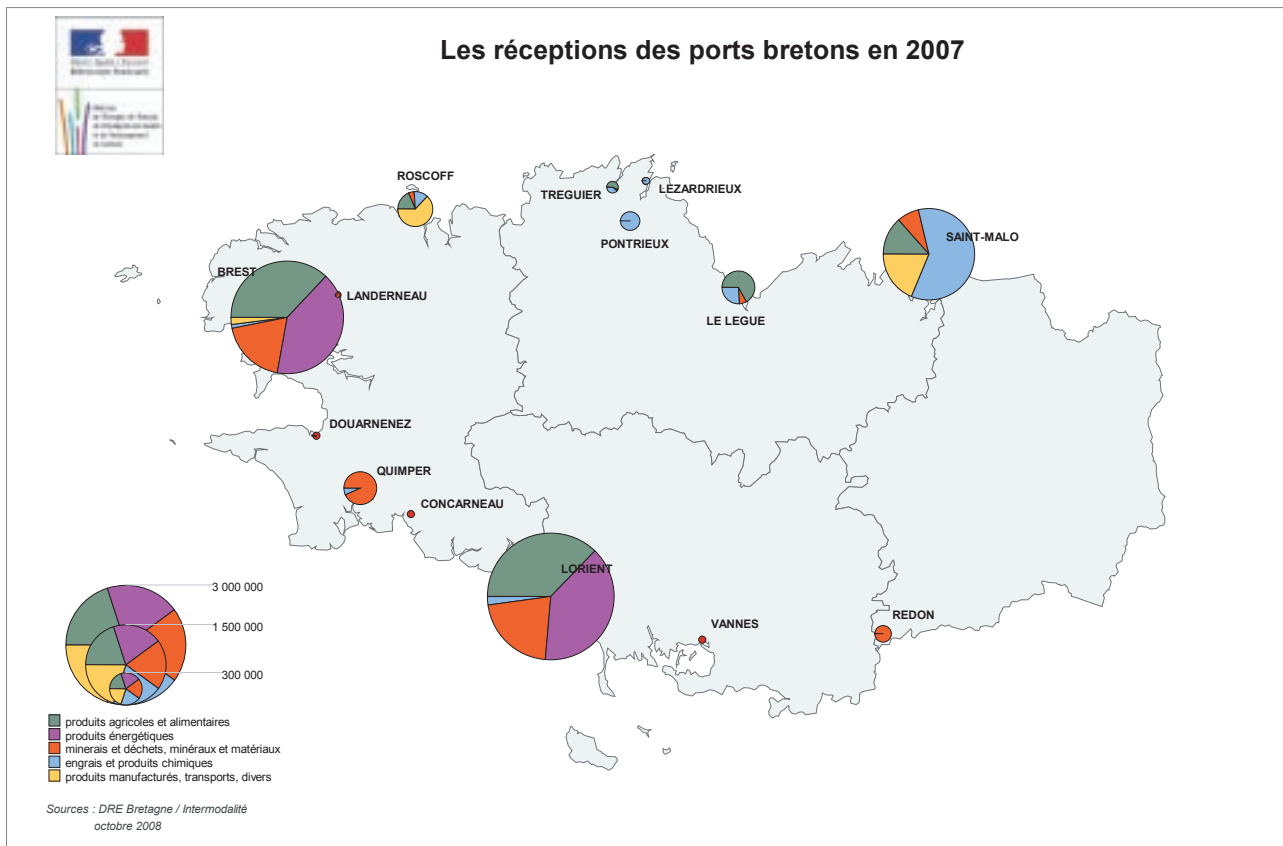 Les réceptions des ports bretons en 2007
ROSCOFF
TREGUIER
LEZARDRIEUX
PONTRIEUX
SAINT-MALO
BREST
LANDERNEAU
LE LEGUE
DOUARNENEZ
QUIMPER
CONCARNEAU
LORIENT
VANNES
REDON
3 000 000
1 500 000
300 000
produits agricoles et alimentaires
produits énergétiques
minerais et déchets, minéraux et matériaux
engrais et produits chimiques
produits manufacturés, transports, divers
Sources : DRE Bretagne / Intermodalité
octobre 2008